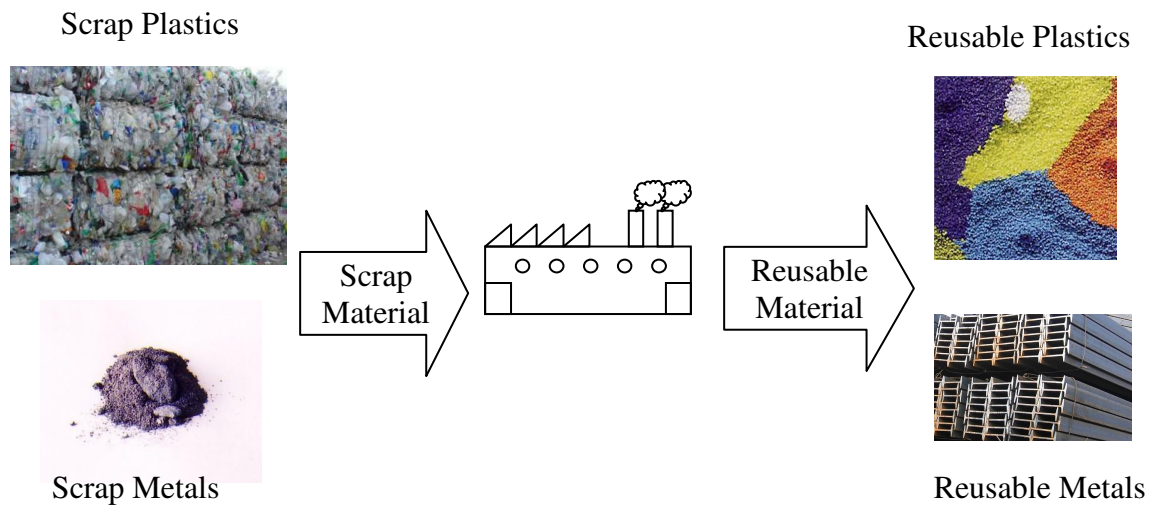 Scrap Plastics
Reusable Plastics
Scrap
Material
Reusable
Material
Scrap Metals
Reusable Metals